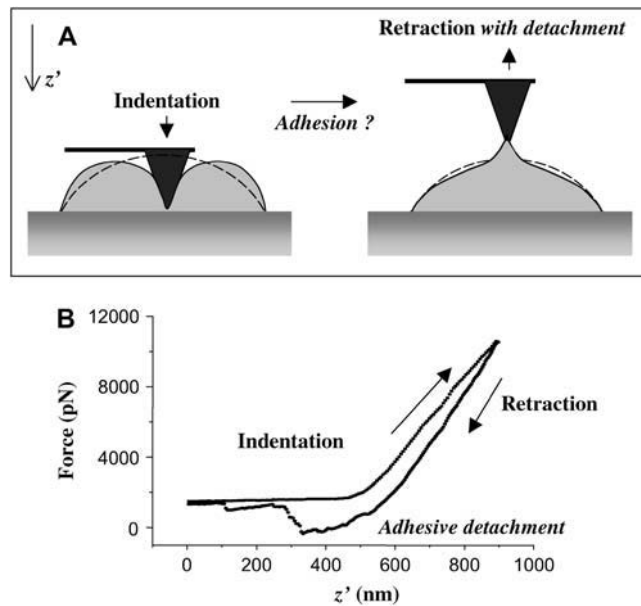 A
Retraction with detachment
z'
Indentation
Adhesion ?
B
12000
8000
4000
0
Force (pN)
Indentation
Retraction
Adhesive detachment
0
200
400
600
800
1000
z' (nm)